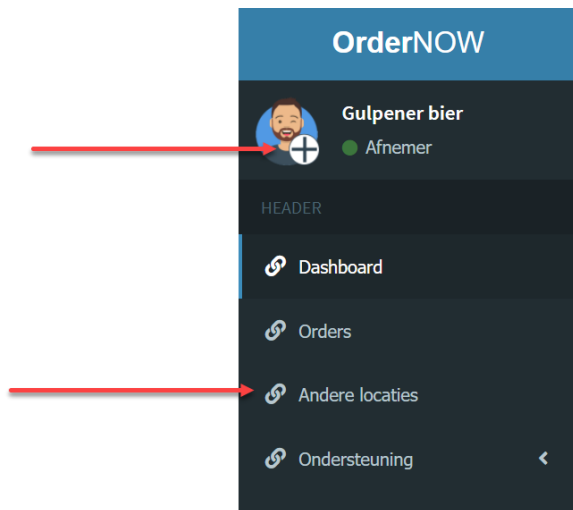 OrderNOW
Gulpener bier
Afnemer
HEADER
Dashboard
Orders
Andere locaties
Ondersteuning